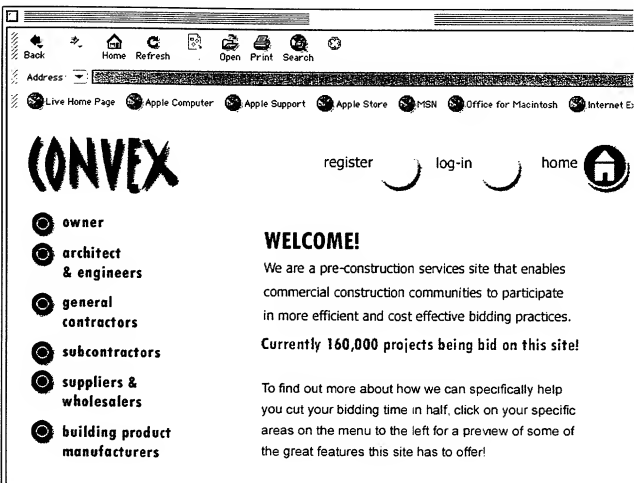 Back Home Refresh Open Print Search
Address
Live Home Page Apple Computer Apple Support Apple Store MSN Office for Macintosh Internet
CONVEX
register log-in home
owner
architect
& engineers
general
contractors
subcontractors
suppliers &
wholesalers
building product
manufacturers
WELCOME!
We are a pre-construction services site that enables
commercial construction communities to participate
in more efficient and cost effective bidding practices.
Currently 160,000 projects being bid on this site!
To find out more about how we can specifically help
you cut your bidding time in half, click on your specific
areas on the menu to the left for a preview of some of
the great features this site has to offer!